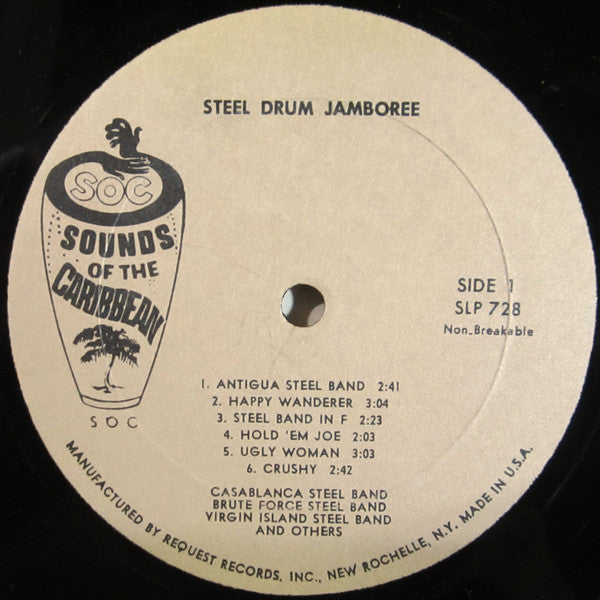 STEEL DRUM JAMBOREE
SOC
SOUNDS
OF THE
CARIBBEAN
SOC
SIDE 1
SLP 728
Non-Breakable
1. ANTIGUA STEEL BAND 2:41
2. HAPPY WANDERER 3:04
3. STEEL BAND IN F 2:23
4. HOLD 'EM JOE 2:03
5. UGLY WOMAN 3:03
6. CRUSHY 2:42
CASABLANCA STEEL BAND
BRUTE FORCE STEEL BAND
VIRGIN ISLAND STEEL BAND
AND OTHERS
MANUFACTURED BY REQUEST RECORDS, INC., NEW ROCHELLE, N.Y. MADE IN U.S.A.